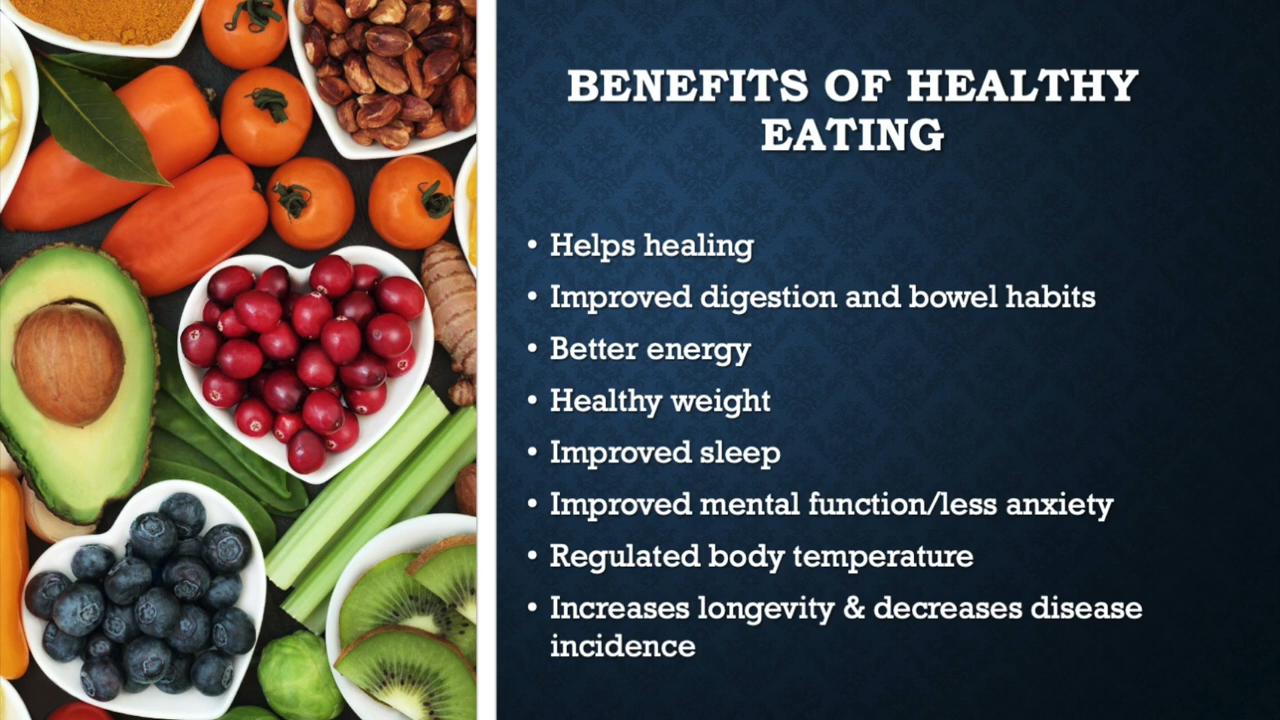 BENEFITS OF HEALTHY
EATING
• Helps healing
• Improved digestion and bowel habits
• Better energy
• Healthy weight
• Improved sleep
• Improved mental function/less anxiety
• Regulated body temperature
• Increases longevity & decreases disease
incidence